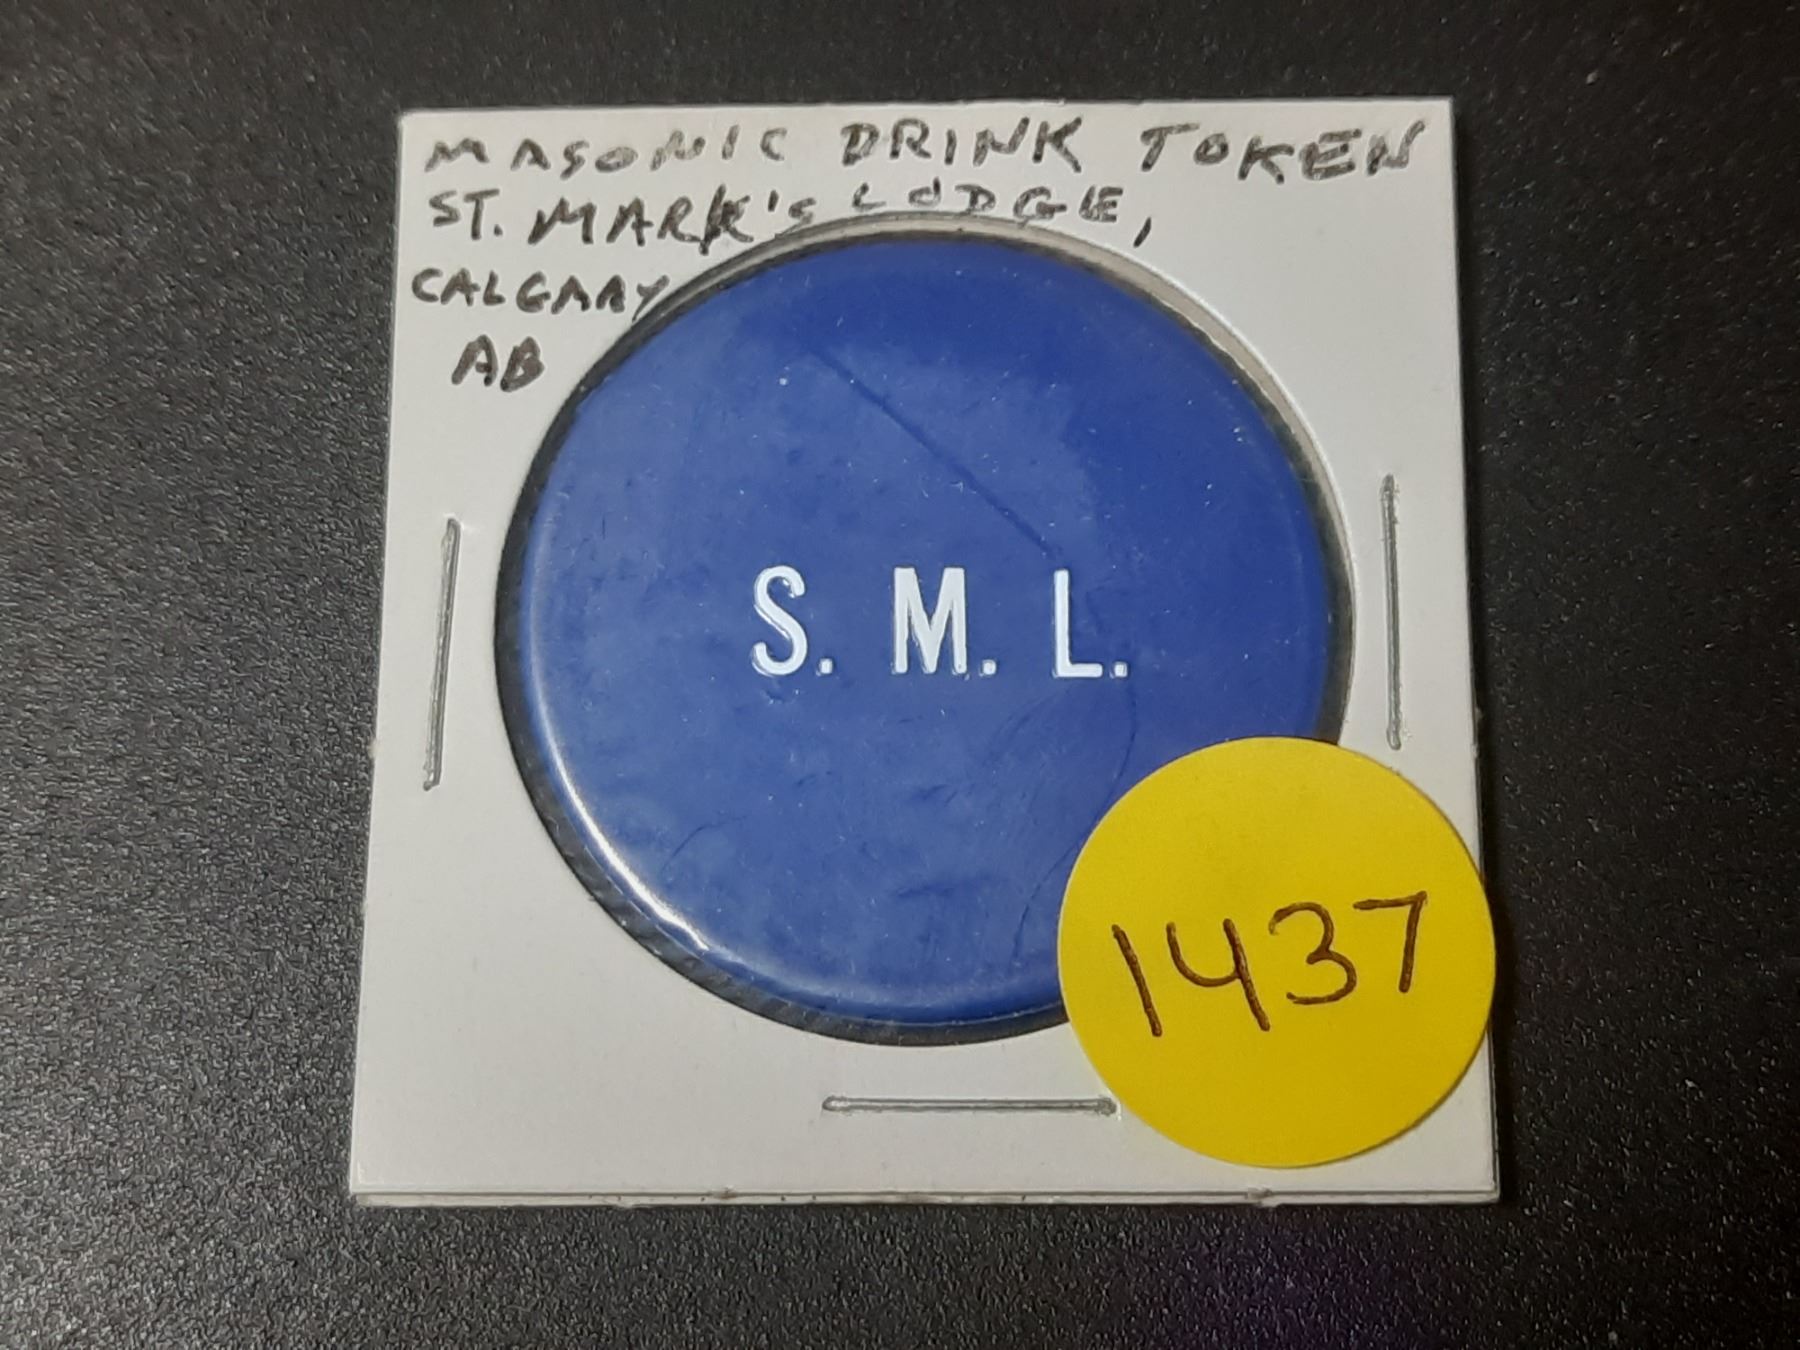 MASONIC DRINK TOKEN
ST. MARK'S LODGE,
CALGARY
AB
S. M. L.
1437